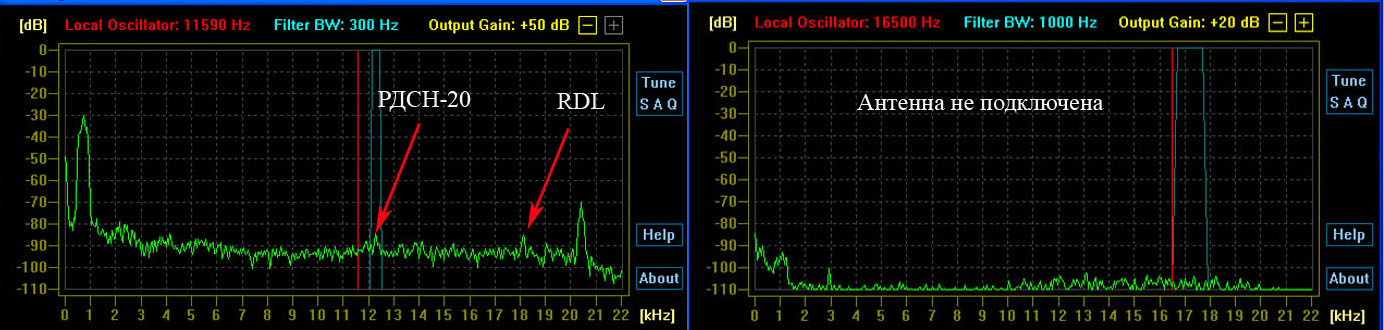 [dB] Local Oscillator: 11590 Hz Filter BW: 300 Hz Output Gain: +50 dB − +
0
-10
-20
-30
-40
-50
-60
-70
-80
-90
-100
-110
0 1 2 3 4 5 6 7 8 9 10 11 12 13 14 15 16 17 18 19 20 21 22 [kHz]
РДСН-20
RDL
Tune
S A Q
Help
About
[dB] Local Oscillator: 16500 Hz Filter BW: 1000 Hz Output Gain: +20 dB − +
0
-10
-20
-30
-40
-50
-60
-70
-80
-90
-100
-110
0 1 2 3 4 5 6 7 8 9 10 11 12 13 14 15 16 17 18 19 20 21 22 [kHz]
Антенна не подключена
Tune
S A Q
Help
About